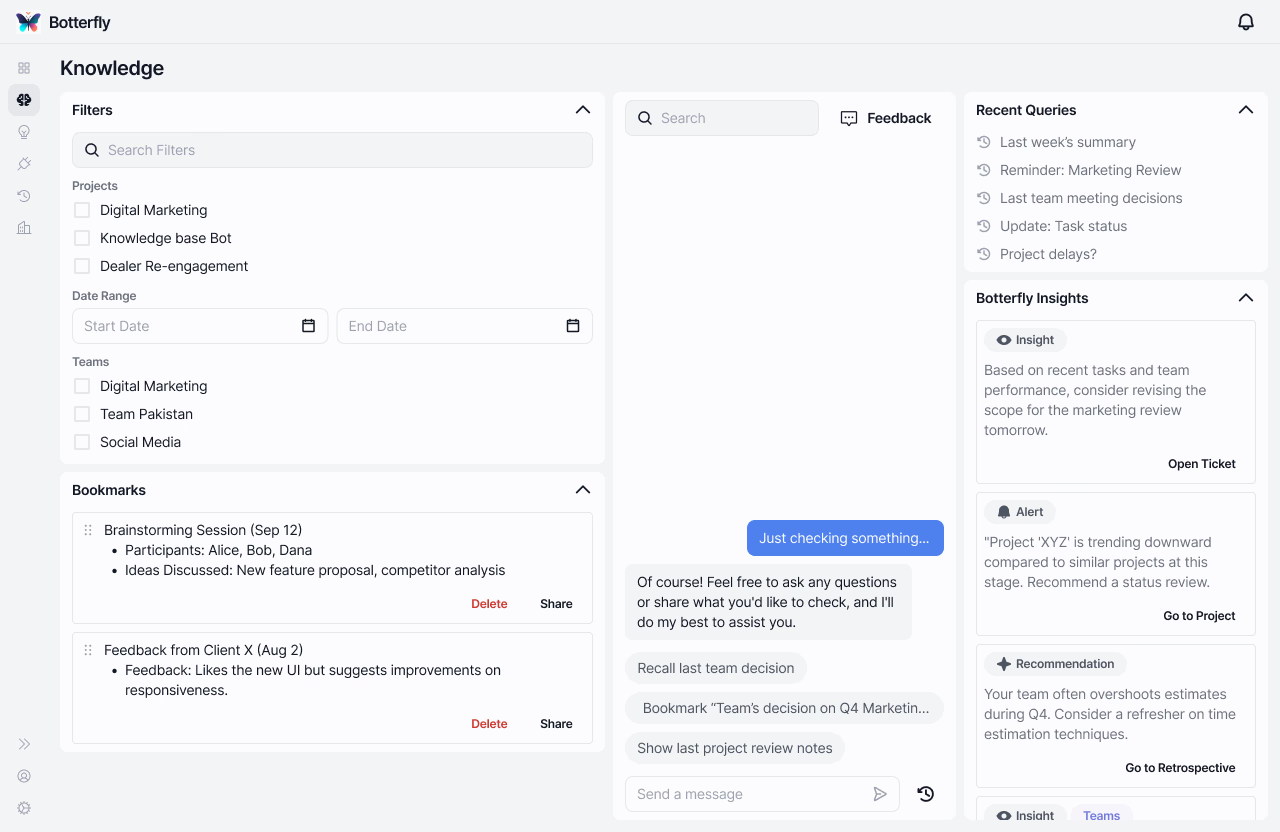 Botterfly
Knowledge
Filters
Search Filters
Projects
Digital Marketing
Knowledge base Bot
Dealer Re-engagement
Date Range
Start Date
End Date
Teams
Digital Marketing
Team Pakistan
Social Media
Bookmarks
Brainstorming Session (Sep 12)
• Participants: Alice, Bob, Dana
• Ideas Discussed: New feature proposal, competitor analysis
Delete
Share
Feedback from Client X (Aug 2)
• Feedback: Likes the new UI but suggests improvements on
responsiveness.
Delete
Share
Search
Feedback
Just checking something...
Of course! Feel free to ask any questions
or share what you'd like to check, and I'll
do my best to assist you.
Recall last team decision
Bookmark “Team’s decision on Q4 Marketin...
Show last project review notes
Send a message
Recent Queries
Last week’s summary
Reminder: Marketing Review
Last team meeting decisions
Update: Task status
Project delays?
Botterfly Insights
Insight
Based on recent tasks and team
performance, consider revising the
scope for the marketing review
tomorrow.
Open Ticket
Alert
"Project 'XYZ' is trending downward
compared to similar projects at this
stage. Recommend a status review.
Go to Project
Recommendation
Your team often overshoots estimates
during Q4. Consider a refresher on time
estimation techniques.
Go to Retrospective
Insight
Teams